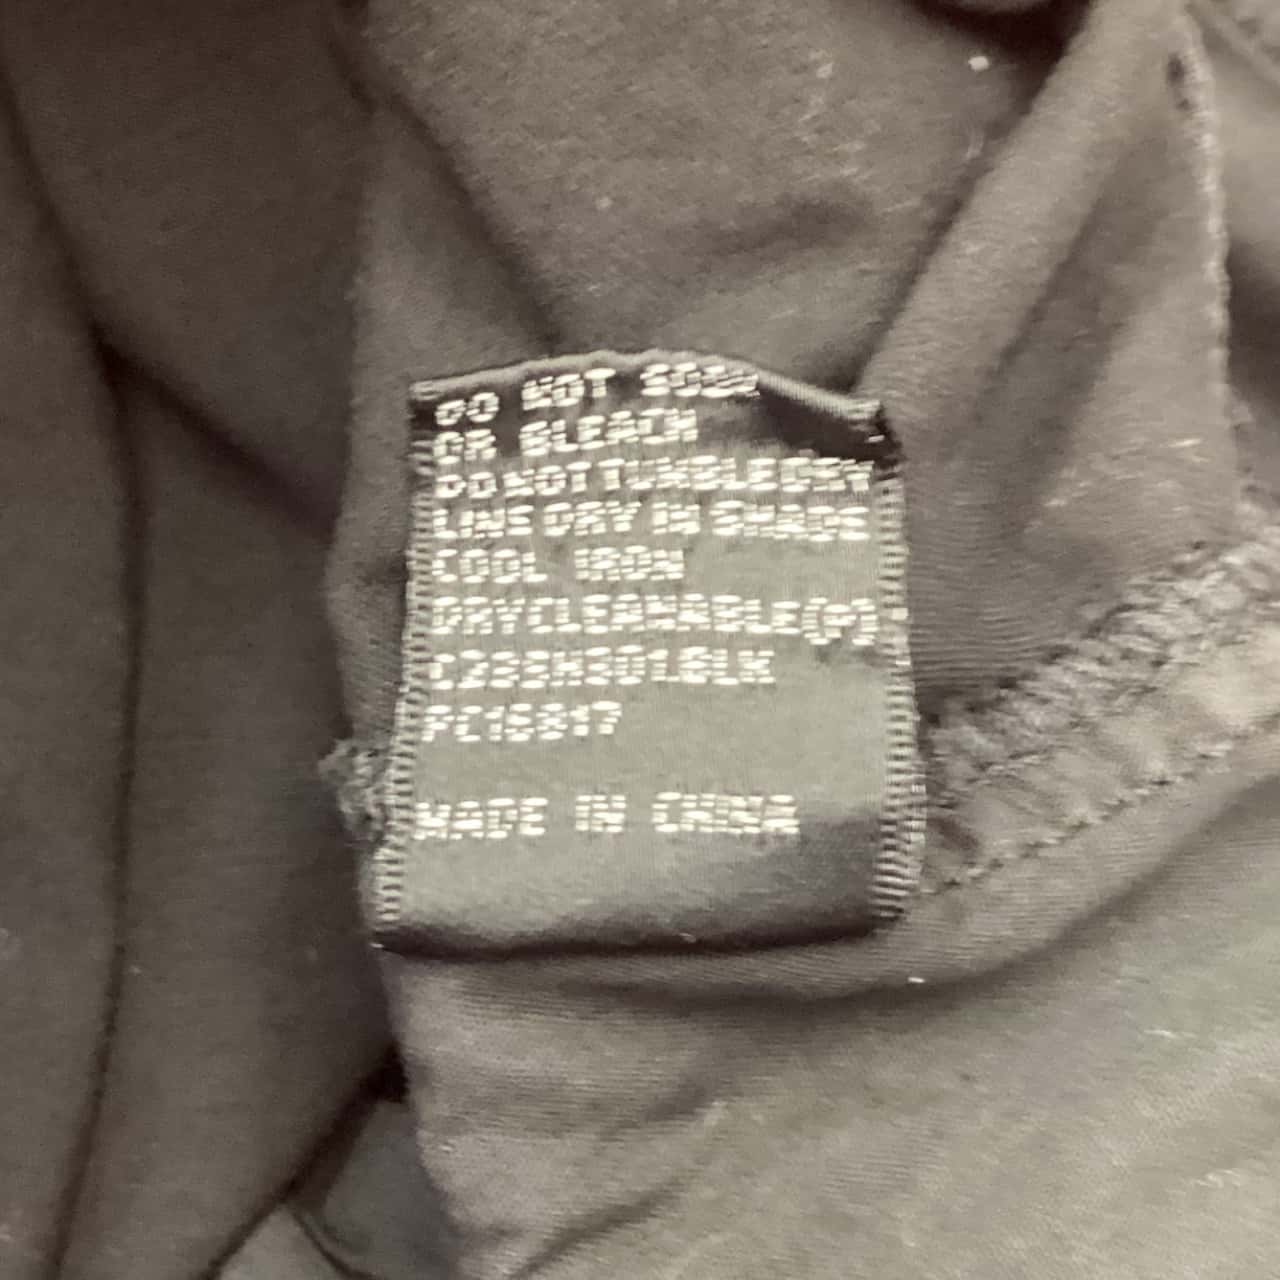 DO NOT SOAK
OR BLEACH
DO NOT TUMBLE DRY
LINE DRY IN SHADE
COOL IRON
DRYCLEANABLE(P)
PC15817
MADE IN CHINA